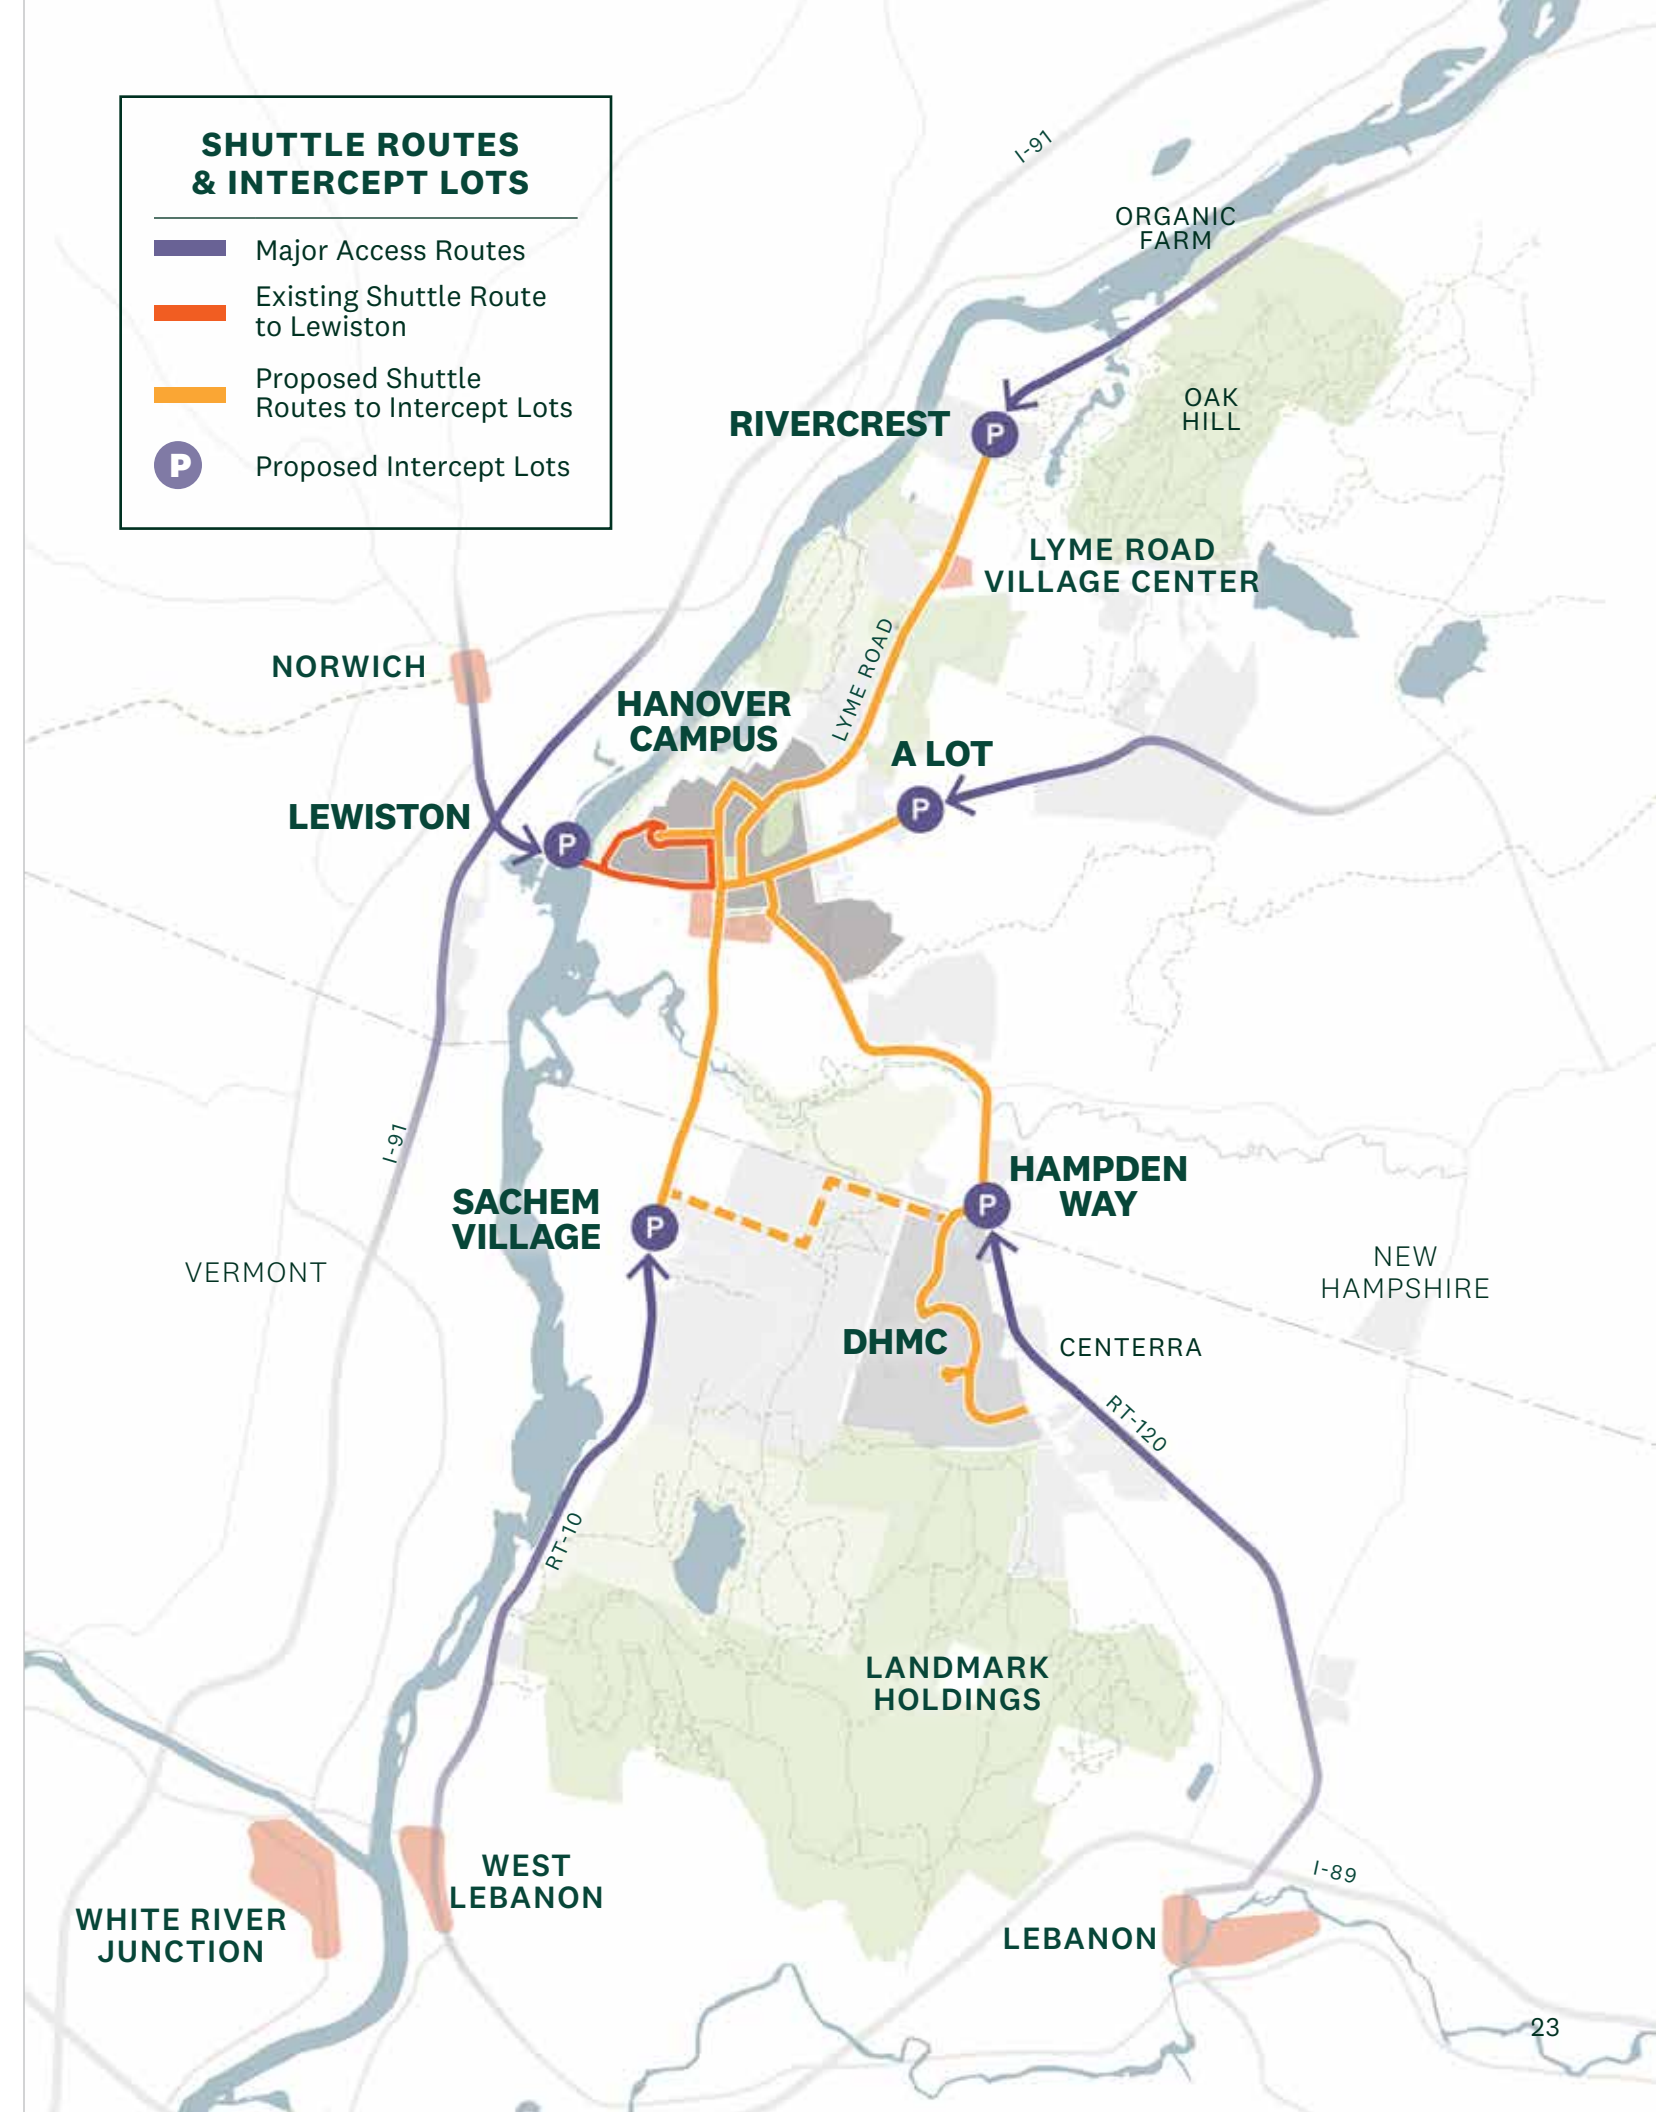 SHUTTLE ROUTES
& INTERCEPT LOTS
Major Access Routes
Existing Shuttle Route
to Lewiston
Proposed Shuttle
Routes to Intercept Lots
P
Proposed Intercept Lots
I-91
ORGANIC
FARM
OAK
HILL
RIVERCREST
P
LYME ROAD
VILLAGE CENTER
LYME ROAD
NORWICH
HANOVER
CAMPUS
A LOT
P
LEWISTON
P
I-91
HAMPDEN
WAY
P
SACHEM
VILLAGE
P
VERMONT
NEW
HAMPSHIRE
DHMC
CENTERRA
RT-120
RT-10
LANDMARK
HOLDINGS
WEST
LEBANON
WHITE RIVER
JUNCTION
I-89
LEBANON
23